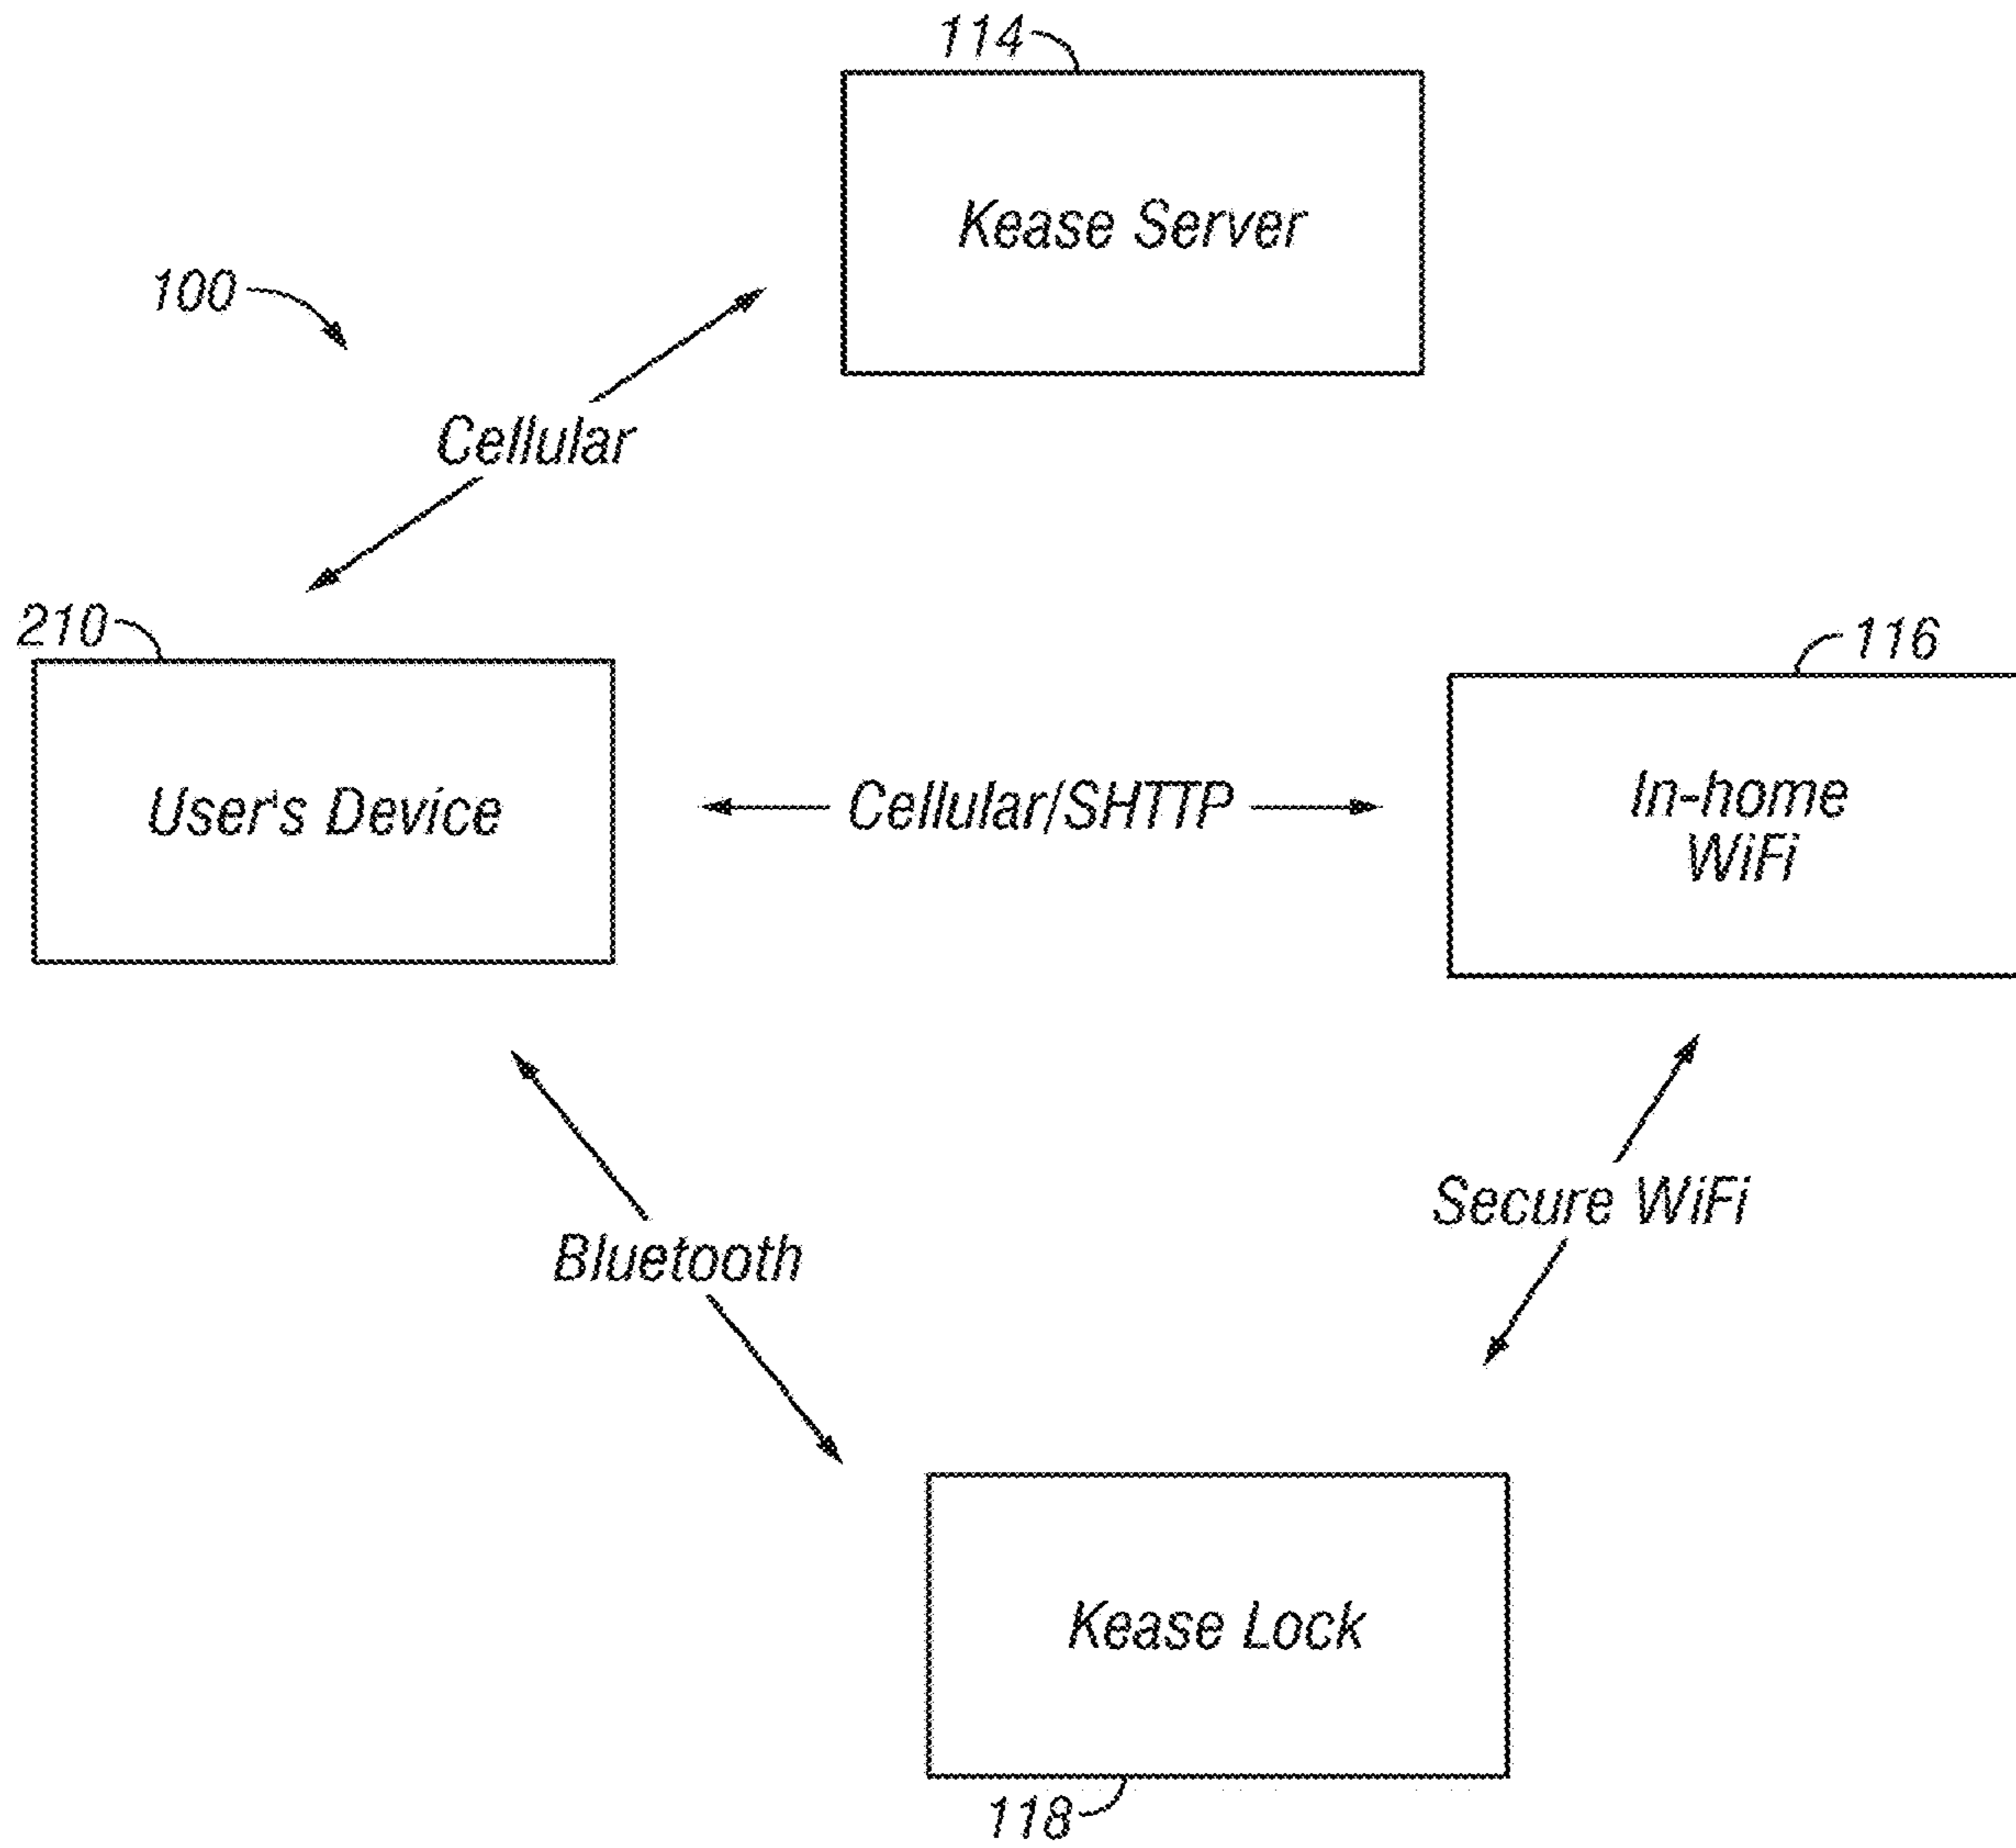 114
Kease Server
100
Cellular
210
116
User's Device
Cellular/SHTTP
In-home
WiFi
Secure WiFi
Bluetooth
Kease Lock
118